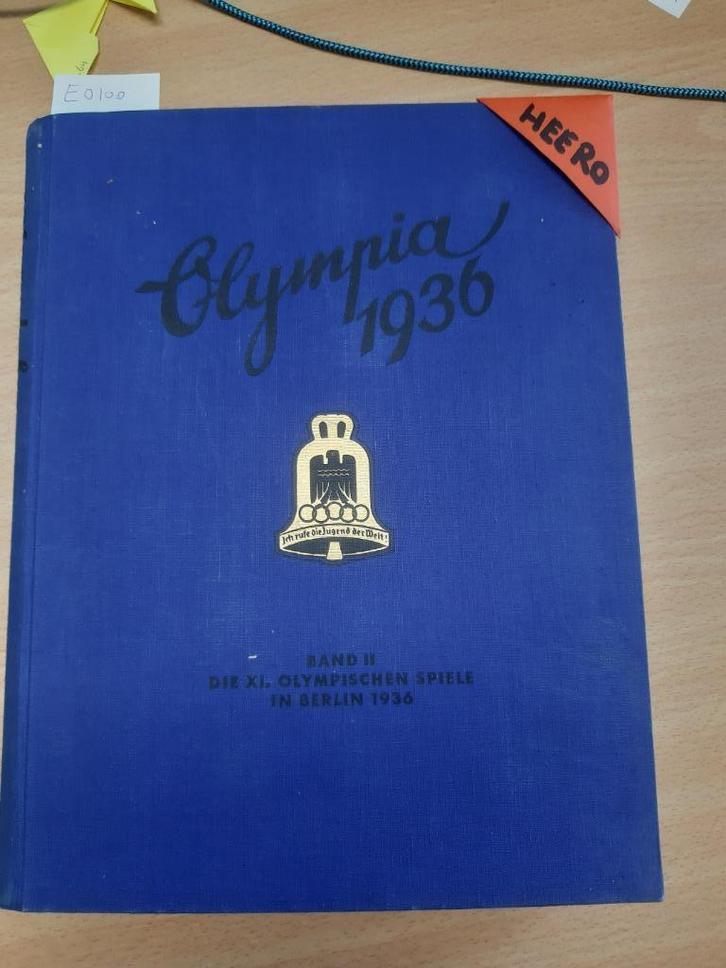 E0100
HEERO
Olympia
1936
Ich rufe die Jugend der Welt!
BAND II
DIE XI. OLYMPISCHEN SPIELE
IN BERLIN 1936